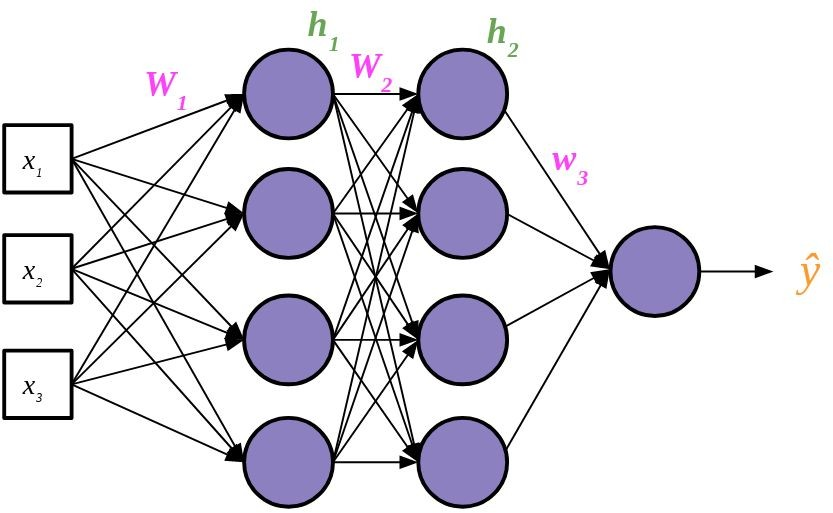 h₁
h₂
W₁
W₂
x₁
w₃
x₂
ŷ
x₃